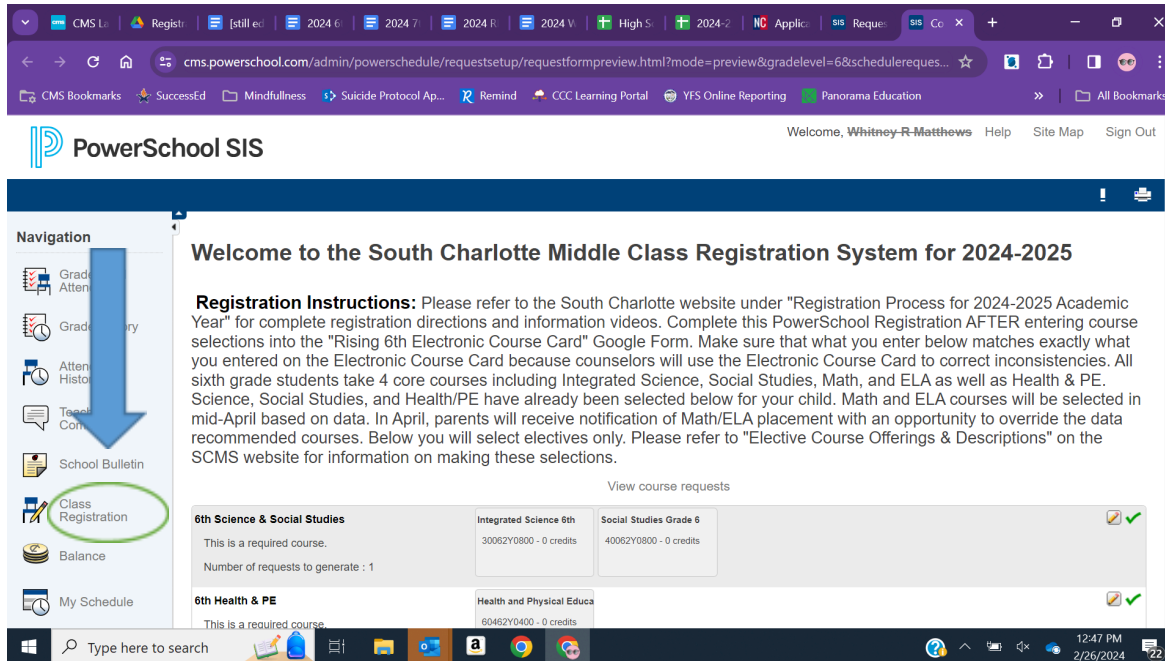 CMS La
Registr
[still ed
2024 6
2024 7
2024 R
2024 W
High Sc
2024-2
NC Applica
SIS Reques
SIS Co
cms.powerschool.com/admin/powerschedule/requestsetup/requestformpreview.html?mode=preview&gradelevel=6&schedulereques...
CMS Bookmarks SuccessEd Mindfullness Suicide Protocol Ap... Remind CCC Learning Portal YFS Online Reporting Panorama Education » All Bookmarks
PowerSchool SIS
Welcome, Whitney R Matthews Help Site Map Sign Out
Navigation
Grade
Atten
Grade ory
Atten
Histo
Teach
Com
School Bulletin
Class
Registration
Balance
My Schedule
Welcome to the South Charlotte Middle Class Registration System for 2024-2025
Registration Instructions: Please refer to the South Charlotte website under "Registration Process for 2024-2025 Academic
Year" for complete registration directions and information videos. Complete this PowerSchool Registration AFTER entering course
selections into the "Rising 6th Electronic Course Card" Google Form. Make sure that what you enter below matches exactly what
you entered on the Electronic Course Card because counselors will use the Electronic Course Card to correct inconsistencies. All
sixth grade students take 4 core courses including Integrated Science, Social Studies, Math, and ELA as well as Health & PE.
Science, Social Studies, and Health/PE have already been selected below for your child. Math and ELA courses will be selected in
mid-April based on data. In April, parents will receive notification of Math/ELA placement with an opportunity to override the data
recommended courses. Below you will select electives only. Please refer to "Elective Course Offerings & Descriptions" on the
SCMS website for information on making these selections.
View course requests
6th Science & Social Studies
This is a required course.
Number of requests to generate : 1
Integrated Science 6th
30062Y0800 - 0 credits
Social Studies Grade 6
40062Y0800 - 0 credits
6th Health & PE
This is a required course.
Health and Physical Educa
60462Y0400 - 0 credits
Type here to search
12:47 PM
2/26/2024
22